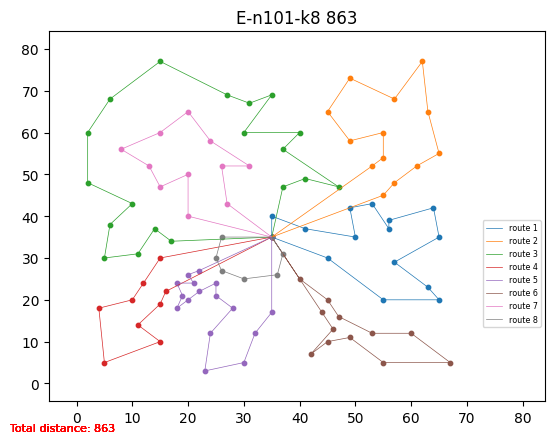 E-n101-k8 863
80
70
60
50
40
30
20
10
0
0 10 20 30 40 50 60 70 80
route 1
route 2
route 3
route 4
route 5
route 6
route 7
route 8
Total distance: 863